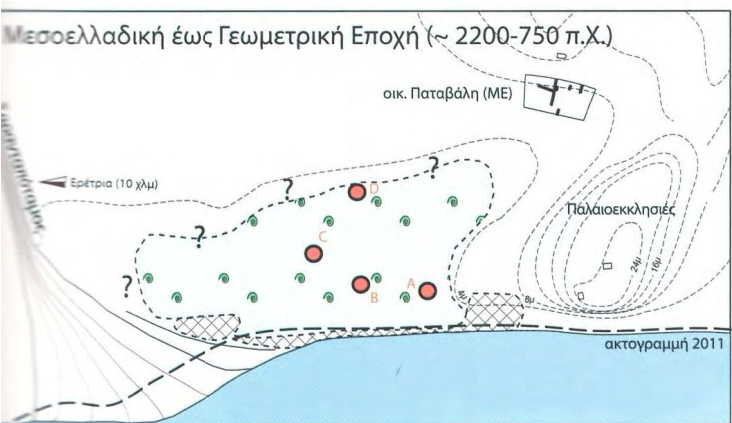 Μεσοελλαδική έως Γεωμετρική Εποχή (~ 2200-750 π.Χ.)
οικ. Παταβάλη (ΜΕ)
Ερέτρια (10 χλμ)
?
?
?
?
D
C
B
A
Παλαιοεκκλησιές
24μ
16μ
8μ
4μ
ακτογραμμή 2011